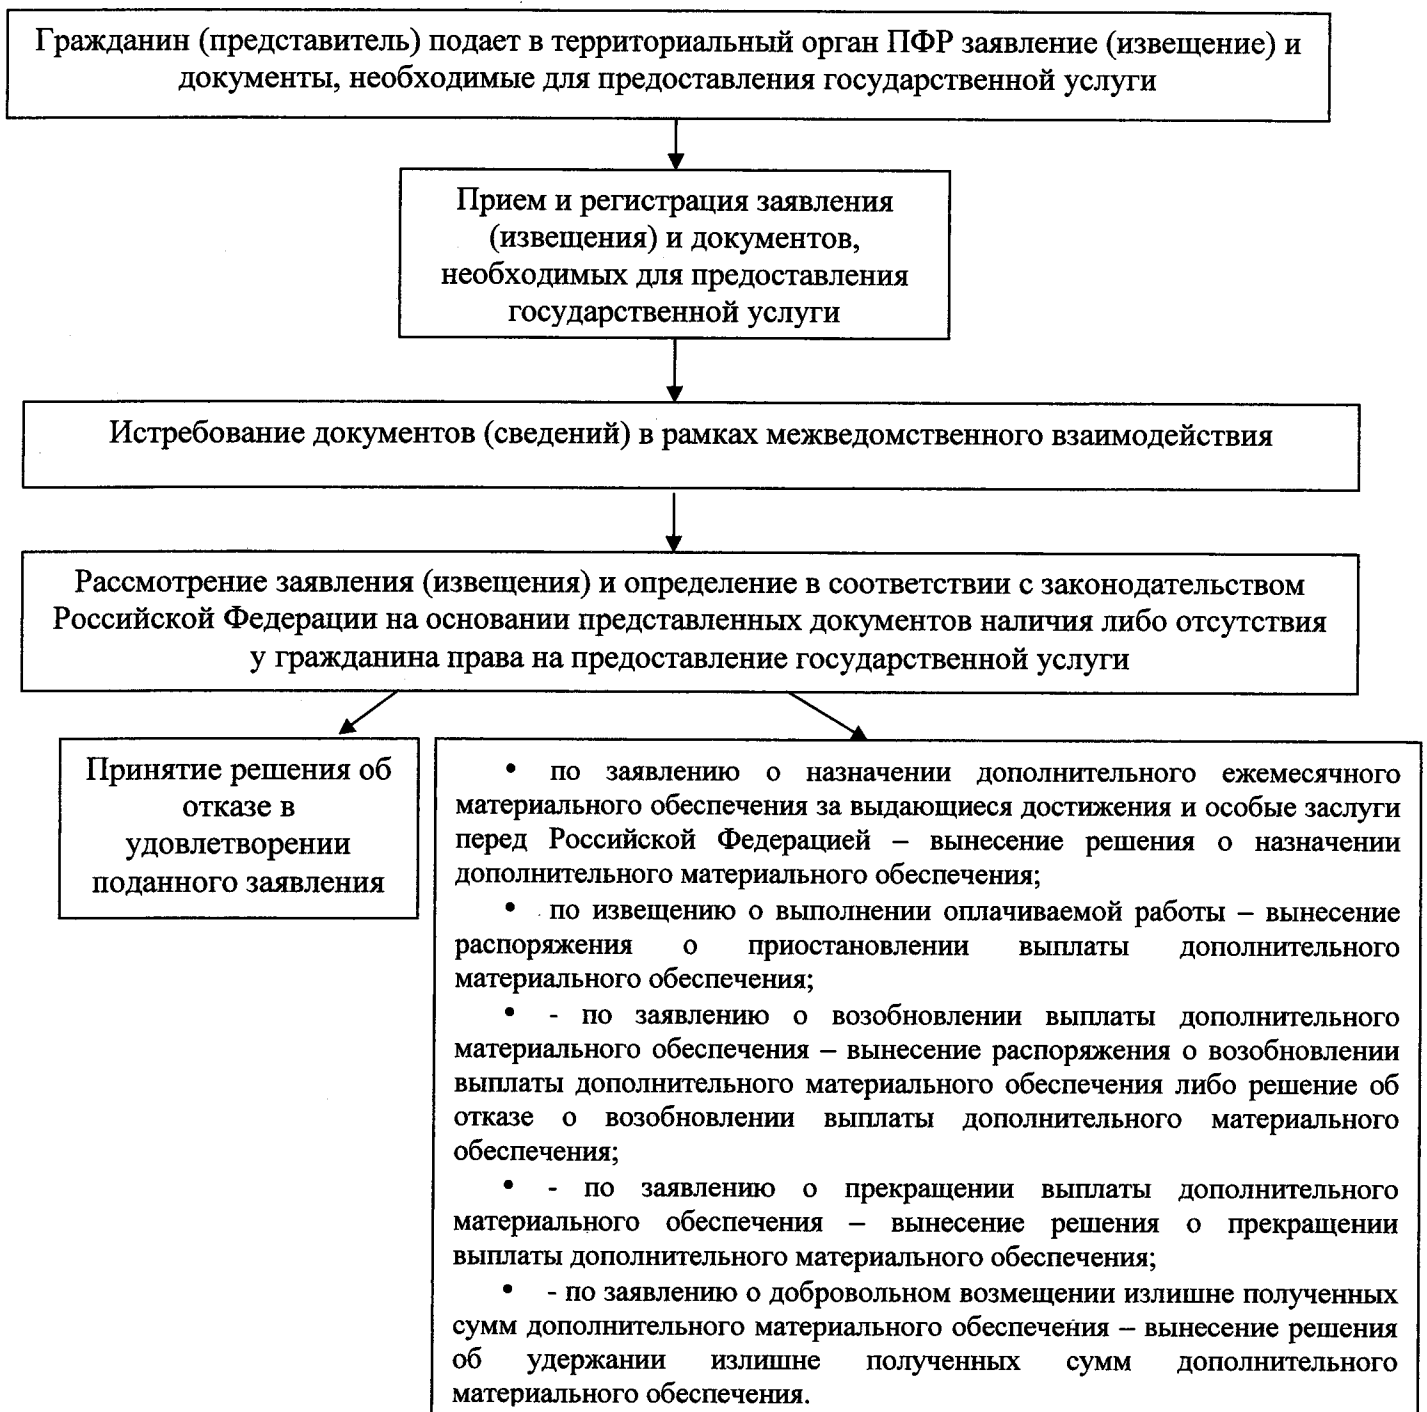 Гражданин (представитель) подает в территориальный орган ПФР заявление (извещение) и
документы, необходимые для предоставления государственной услуги
Прием и регистрация заявления
(извещения) и документов,
необходимых для предоставления
государственной услуги
Истребование документов (сведений) в рамках межведомственного взаимодействия
Рассмотрение заявления (извещения) и определение в соответствии с законодательством
Российской Федерации на основании представленных документов наличия либо отсутствия
у гражданина права на предоставление государственной услуги
Принятие решения об
отказе в
удовлетворении
поданного заявления
• по заявлению о назначении дополнительного ежемесячного
материального обеспечения за выдающиеся достижения и особые заслуги
перед Российской Федерацией – вынесение решения о назначении
дополнительного материального обеспечения;
• по извещению о выполнении оплачиваемой работы – вынесение
распоряжения о приостановлении выплаты дополнительного
материального обеспечения;
• - по заявлению о возобновлении выплаты дополнительного
материального обеспечения – вынесение распоряжения о возобновлении
выплаты дополнительного материального обеспечения либо решение об
отказе о возобновлении выплаты дополнительного материального
обеспечения;
• - по заявлению о прекращении выплаты дополнительного
материального обеспечения – вынесение решения о прекращении
выплаты дополнительного материального обеспечения;
• - по заявлению о добровольном возмещении излишне полученных
сумм дополнительного материального обеспечения – вынесение решения
об удержании излишне полученных сумм дополнительного
материального обеспечения.